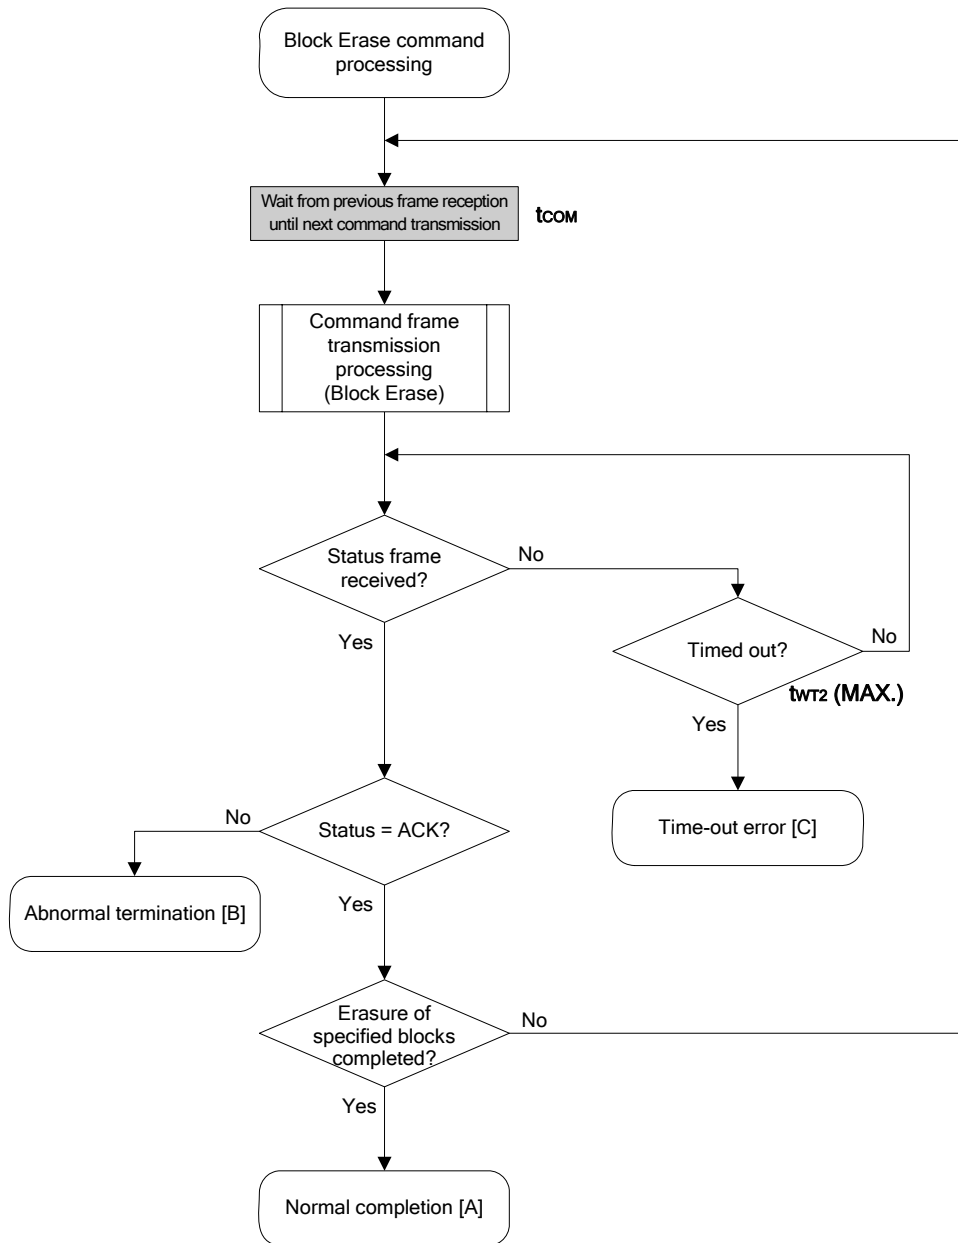 Block Erase command
processing
Wait from previous frame reception
until next command transmission
tCOM
Command frame
transmission
processing
(Block Erase)
Status frame
received?
No
Yes
Timed out?
No
tWT2 (MAX.)
Yes
Time-out error [C]
Status = ACK?
No
Abnormal termination [B]
Yes
Erasure of
specified blocks
completed?
No
Yes
Normal completion [A]